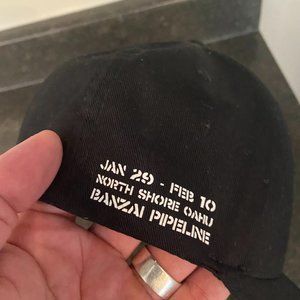 JAN 29 - FEB 10
NORTH SHORE OAHU
BANZAI PIPELINE